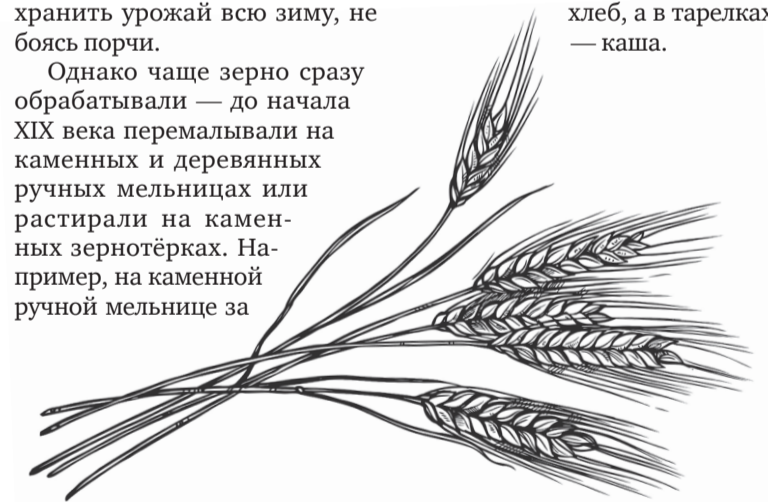 хранить урожай всю зиму, не
боясь порчи.
Однако чаще зерно сразу
обрабатывали — до начала
XIX века перемалывали на
каменных и деревянных
ручных мельницах или
растирали на камен-
ных зернотёрках. На-
пример, на каменной
ручной мельнице за
хлеб, а в тарелках
— каша.